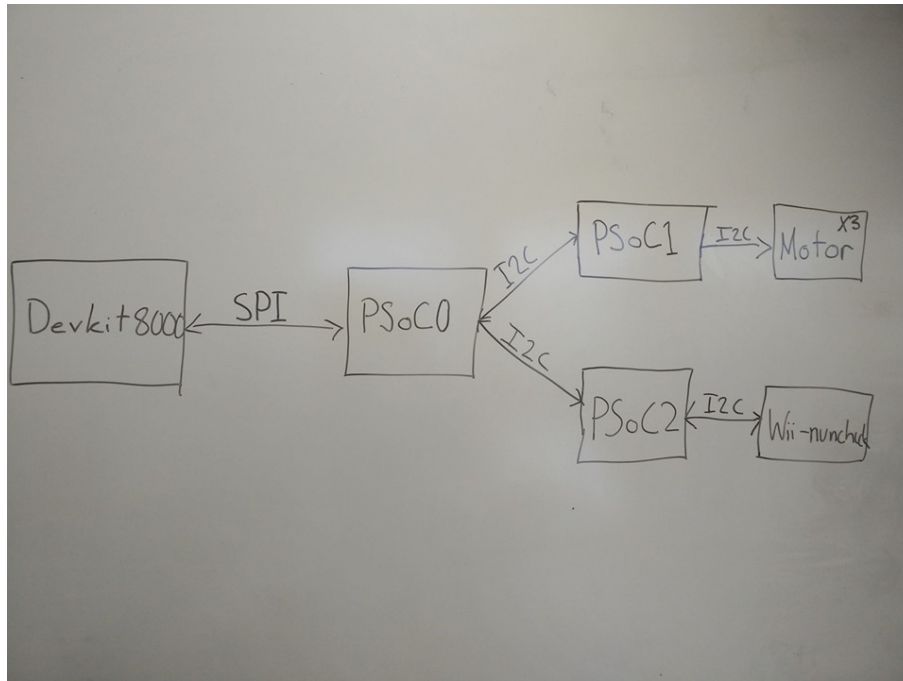 Devkit8000
SPI
PSoC0
I2C
I2C
PSoC1
I2C
X3
Motor
PSoC2
I2C
Wii-nunchuk